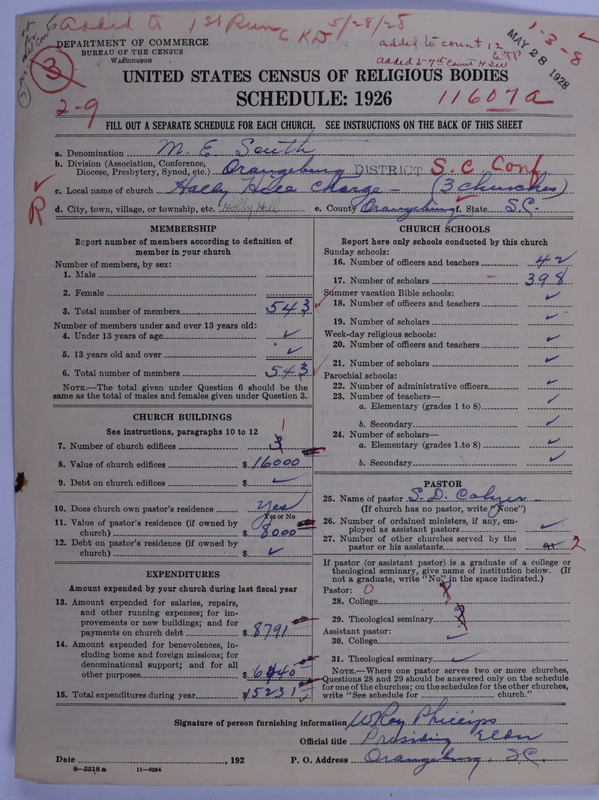 Added to 1st Run CKD 5/28/28
added to count 12
Added to 7th Count
1-3-8
MAY 28 1928
3
DEPARTMENT OF COMMERCE
BUREAU OF THE CENSUS
WASHINGTON
UNITED STATES CENSUS OF RELIGIOUS BODIES
SCHEDULE: 1926
2-9
11607a
FILL OUT A SEPARATE SCHEDULE FOR EACH CHURCH. SEE INSTRUCTIONS ON THE BACK OF THIS SHEET
a. Denomination M. E. South
b. Division (Association, Conference, Diocese, Presbytery, Synod, etc.) Orangeburg DISTRICT S. C. Conf
c. Local name of church Holly Hill Charge - (3 churches)
R
d. City, town, village, or township, etc. Holly Hill e. County Orangeburg f. State S.C.
MEMBERSHIP
Report number of members according to definition of
member in your church
Number of members, by sex:
1. Male
2. Female
3. Total number of members 543
Number of members under and over 13 years old:
4. Under 13 years of age ✓
5. 13 years old and over ✓
6. Total number of members 543
NOTE.—The total given under Question 6 should be the
same as the total of males and females given under Question 3.
CHURCH BUILDINGS
See instructions, paragraphs 10 to 12
7. Number of church edifices 3 1
8. Value of church edifices $16000
9. Debt on church edifices $ ✓
10. Does church own pastor's residence Yes
Yes or No
11. Value of pastor's residence (if owned by
church) $8000
12. Debt on pastor's residence (if owned by
church) $ ✓
EXPENDITURES
Amount expended by your church during last fiscal year
13. Amount expended for salaries, repairs,
and other running expenses; for im-
provements or new buildings; and for
payments on church debt $8791
14. Amount expended for benevolences, in-
cluding home and foreign missions; for
denominational support; and for all
other purposes $6440
15. Total expenditures during year $15231
CHURCH SCHOOLS
Report here only schools conducted by this church
Sunday schools:
16. Number of officers and teachers 42
17. Number of scholars 398
Summer vacation Bible schools:
18. Number of officers and teachers ✓
19. Number of scholars ✓
Week-day religious schools:
20. Number of officers and teachers ✓
21. Number of scholars ✓
Parochial schools:
22. Number of administrative officers ✓
23. Number of teachers—
a. Elementary (grades 1 to 8) ✓
b. Secondary ✓
24. Number of scholars—
a. Elementary (grades 1 to 8) ✓
b. Secondary ✓
PASTOR
25. Name of pastor S. D.
(If church has no pastor, write "None")
26. Number of ordained ministers, if any, em-
ployed as assistant pastors ✓
27. Number of other churches served by the
pastor or his assistants 2
If pastor (or assistant pastor) is a graduate of a college or
theological seminary, give name of institution below. (If
not a graduate, write "No" in the space indicated.)
Pastor: 0
28. College
29. Theological seminary
Assistant pastor:
30. College ✓
31. Theological seminary ✓
NOTE.—Where one pastor serves two or more churches,
Questions 28 and 29 should be answered only on the schedule
for one of the churches; on the schedules for the other churches,
write "See schedule for church."
Signature of person furnishing information W Roy Phillips
Official title Presiding Elder
Date , 192 P. O. Address Orangeburg, S.C.
8—5518a 11—9054